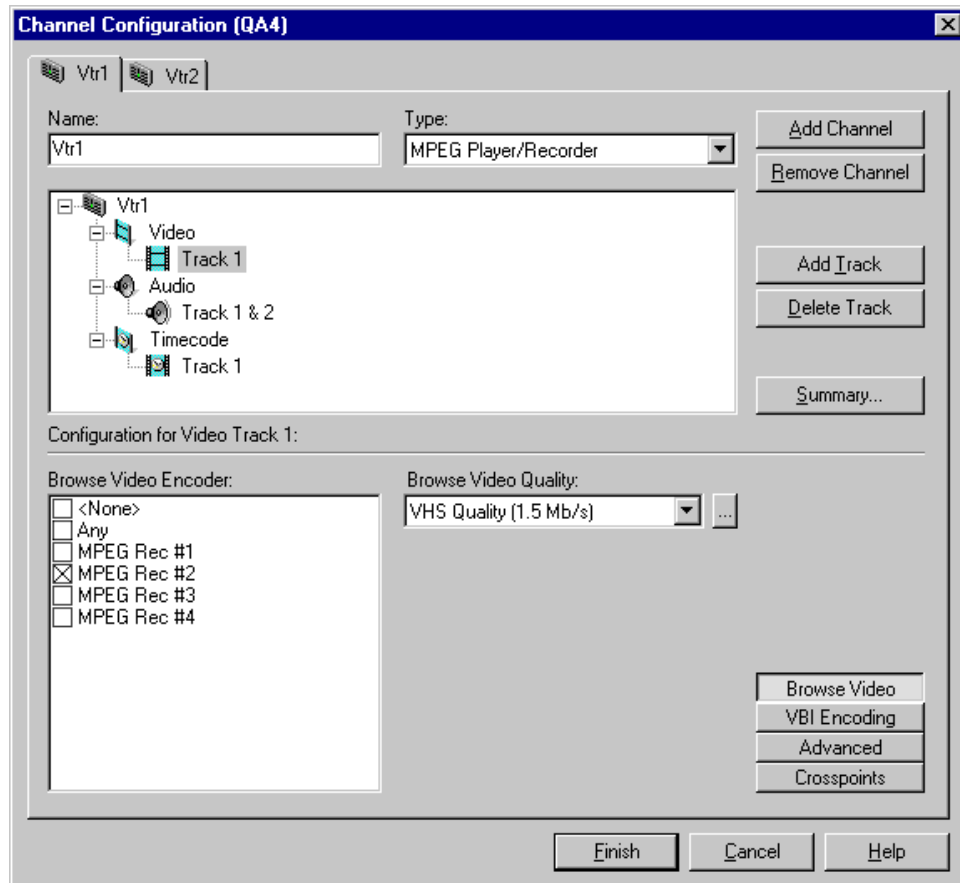 Channel Configuration (QA4)
Vtr1 Vtr2
Name: Type:
Vtr1 MPEG Player/Recorder
Add Channel
Remove Channel
Vtr1
Video
Track 1
Audio
Track 1 & 2
Timecode
Track 1
Add Track
Delete Track
Summary...
Configuration for Video Track 1:
Browse Video Encoder: Browse Video Quality:
<None>
Any
MPEG Rec #1
MPEG Rec #2
MPEG Rec #3
MPEG Rec #4
VHS Quality (1.5 Mb/s) ...
Browse Video
VBI Encoding
Advanced
Crosspoints
Finish Cancel Help